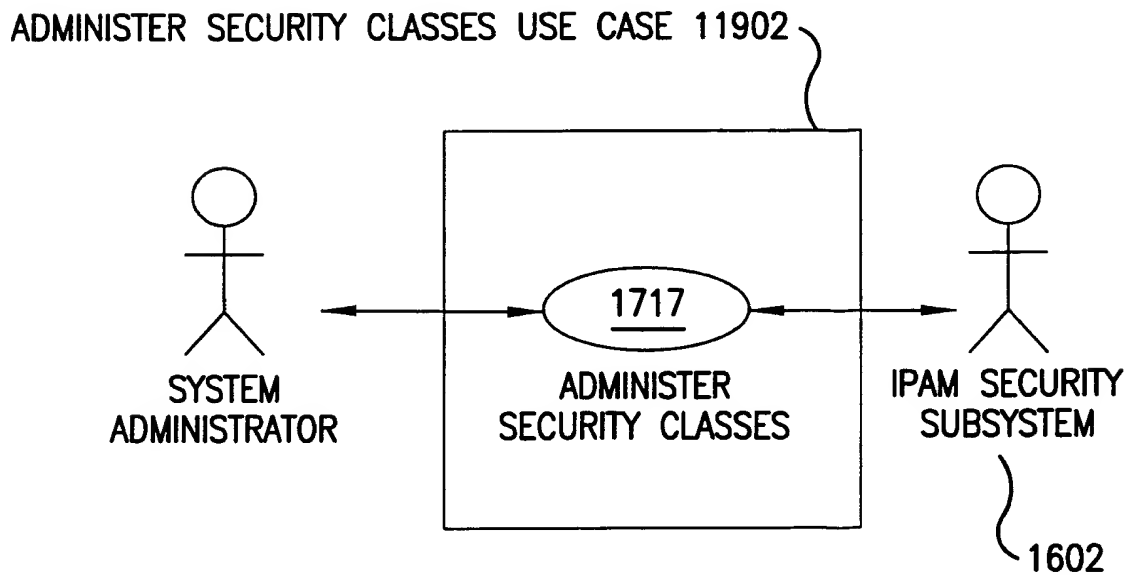 ADMINISTER SECURITY CLASSES USE CASE 11902
1717
SYSTEM
ADMINISTRATOR
ADMINISTER
SECURITY CLASSES
IPAM SECURITY
SUBSYSTEM
1602